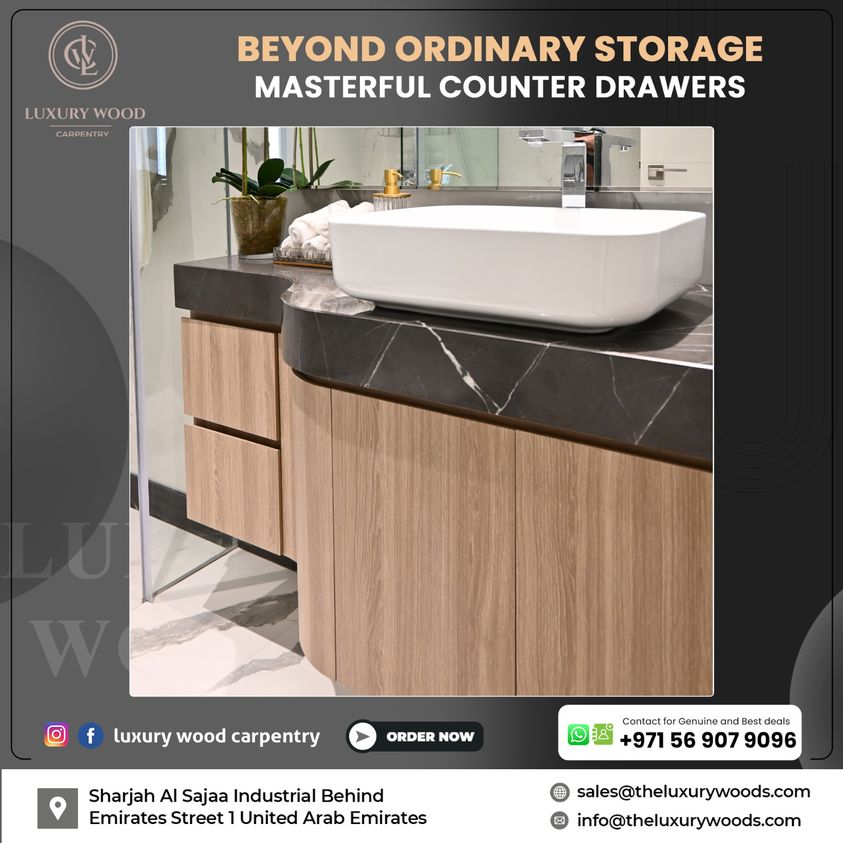 LUXURY WOOD
CARPENTRY
BEYOND ORDINARY STORAGE
MASTERFUL COUNTER DRAWERS
luxury wood carpentry
ORDER NOW
Contact for Genuine and Best deals
+971 56 907 9096
Sharjah Al Sajaa Industrial Behind
Emirates Street 1 United Arab Emirates
sales@theluxurywoods.com
info@theluxurywoods.com